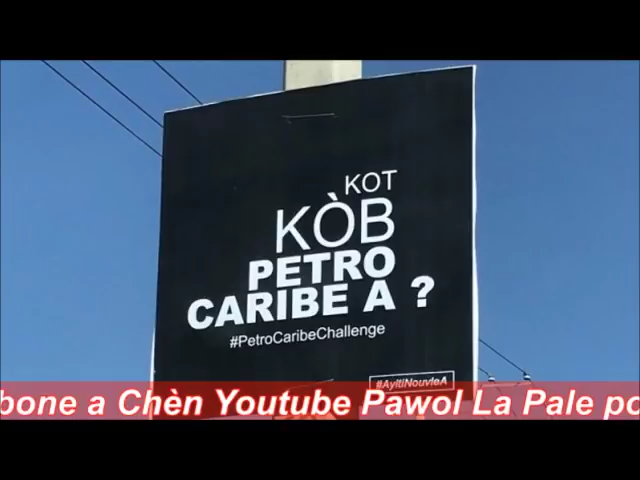 KOT
KÒB
PETRO
CARIBE A ?
#PetroCaribeChallenge
#AyitiNouvleA
bone a Chèn Youtube Pawol La Pale po